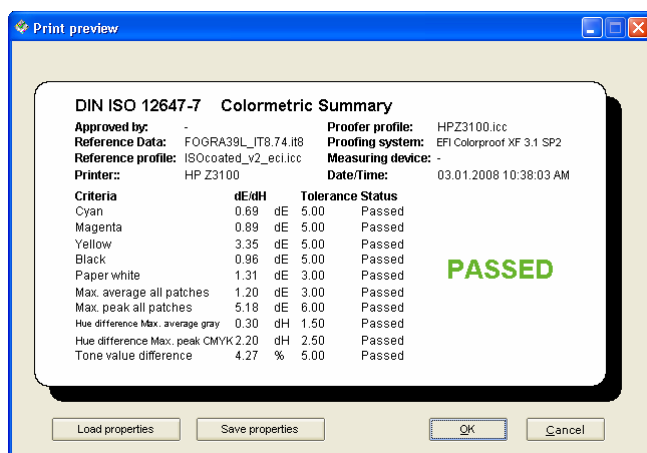 Print preview
DIN ISO 12647-7 Colormetric Summary
Approved by: - Proofer profile: HPZ3100.icc
Reference Data: FOGRA39L_IT8.74.it8 Proofing system: EFI Colorproof XF 3.1 SP2
Reference profile: ISOcoated_v2_eci.icc Measuring device: -
Printer:: HP Z3100 Date/Time: 03.01.2008 10:38:03 AM
Criteria dE/dH Tolerance Status
Cyan 0.69 dE 5.00 Passed
Magenta 0.89 dE 5.00 Passed
Yellow 3.35 dE 5.00 Passed
Black 0.96 dE 5.00 Passed
Paper white 1.31 dE 3.00 Passed
PASSED
Max. average all patches 1.20 dE 3.00 Passed
Max. peak all patches 5.18 dE 6.00 Passed
Hue difference Max. average gray 0.30 dH 1.50 Passed
Hue difference Max. peak CMYK 2.20 dH 2.50 Passed
Tone value difference 4.27 % 5.00 Passed
Load properties Save properties OK Cancel